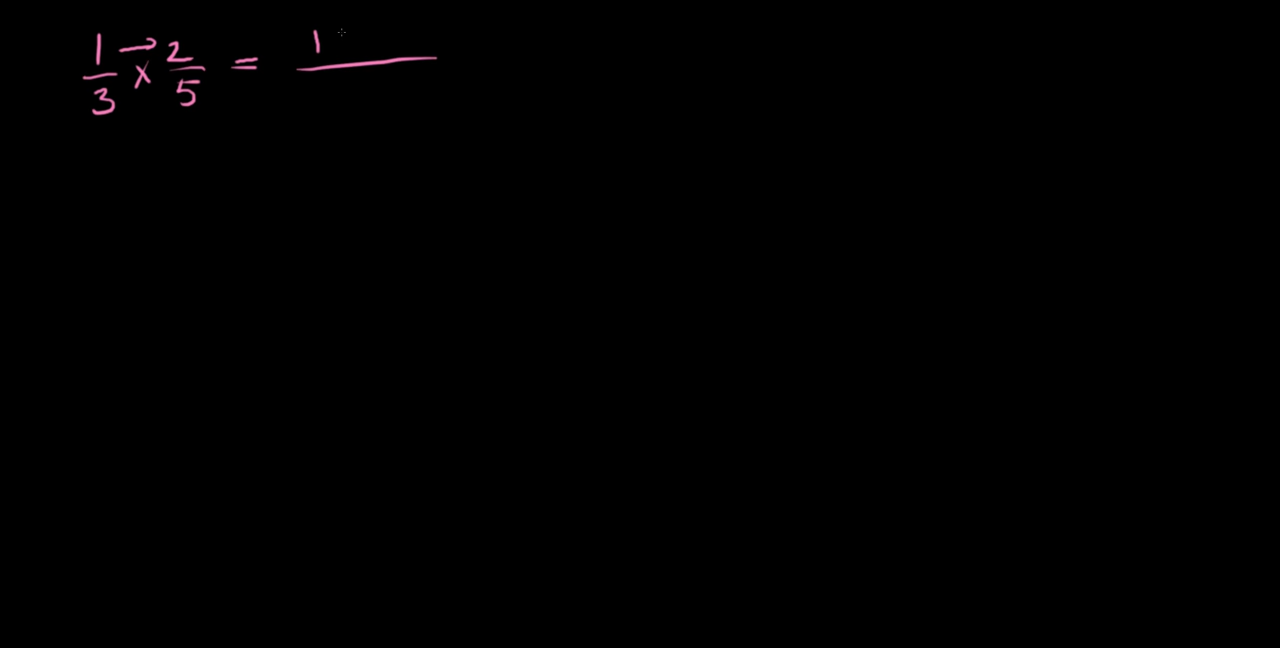 1/3 × 2/5 = 1